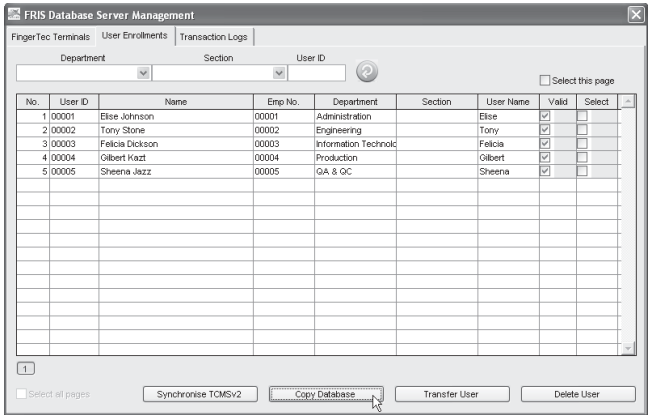 FRIS Database Server Management
FingerTec Terminals User Enrollments Transaction Logs
Department Section User ID
Select this page
No. User ID Name Emp No. Department Section User Name Valid Select
1 00001 Elise Johnson 00001 Administration Elise
2 00002 Tony Stone 00002 Engineering Tony
3 00003 Felicia Dickson 00003 Information Technolo Felicia
4 00004 Gilbert Kazt 00004 Production Gilbert
5 00005 Sheena Jazz 00005 QA & QC Sheena
1
Select all pages Synchronise TCMSv2 Copy Database Transfer User Delete User